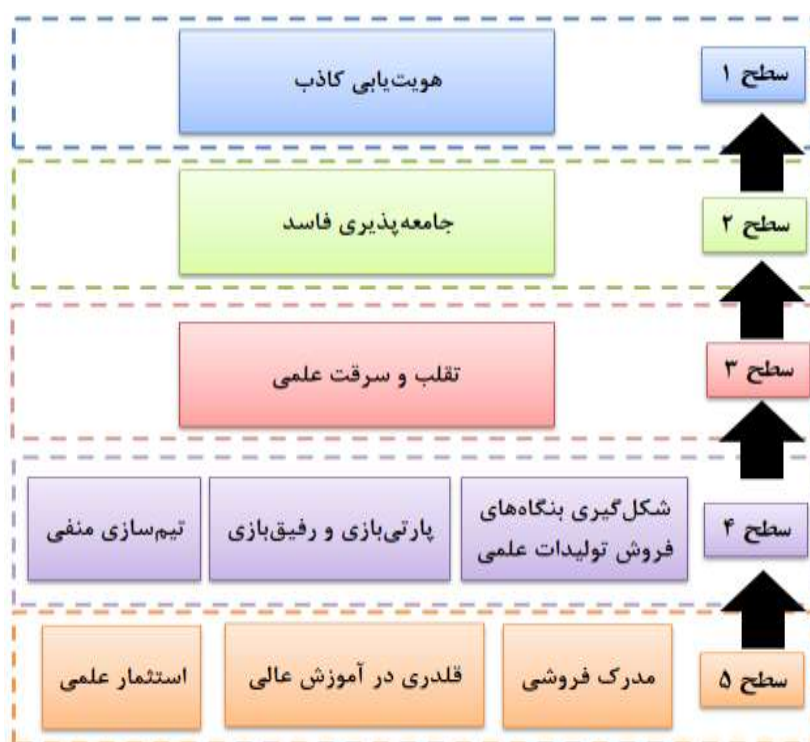 سطح ۱
هویت‌یابی کاذب
سطح ۲
جامعه‌پذیری فاسد
سطح ۳
تقلب و سرقت علمی
سطح ۴
شکل‌گیری بنگاه‌های
فروش تولیدات علمی
پارتی‌بازی و رفیق‌بازی
تیم‌سازی منفی
سطح ۵
مدرک فروشی
قلدری در آموزش عالی
استثمار علمی